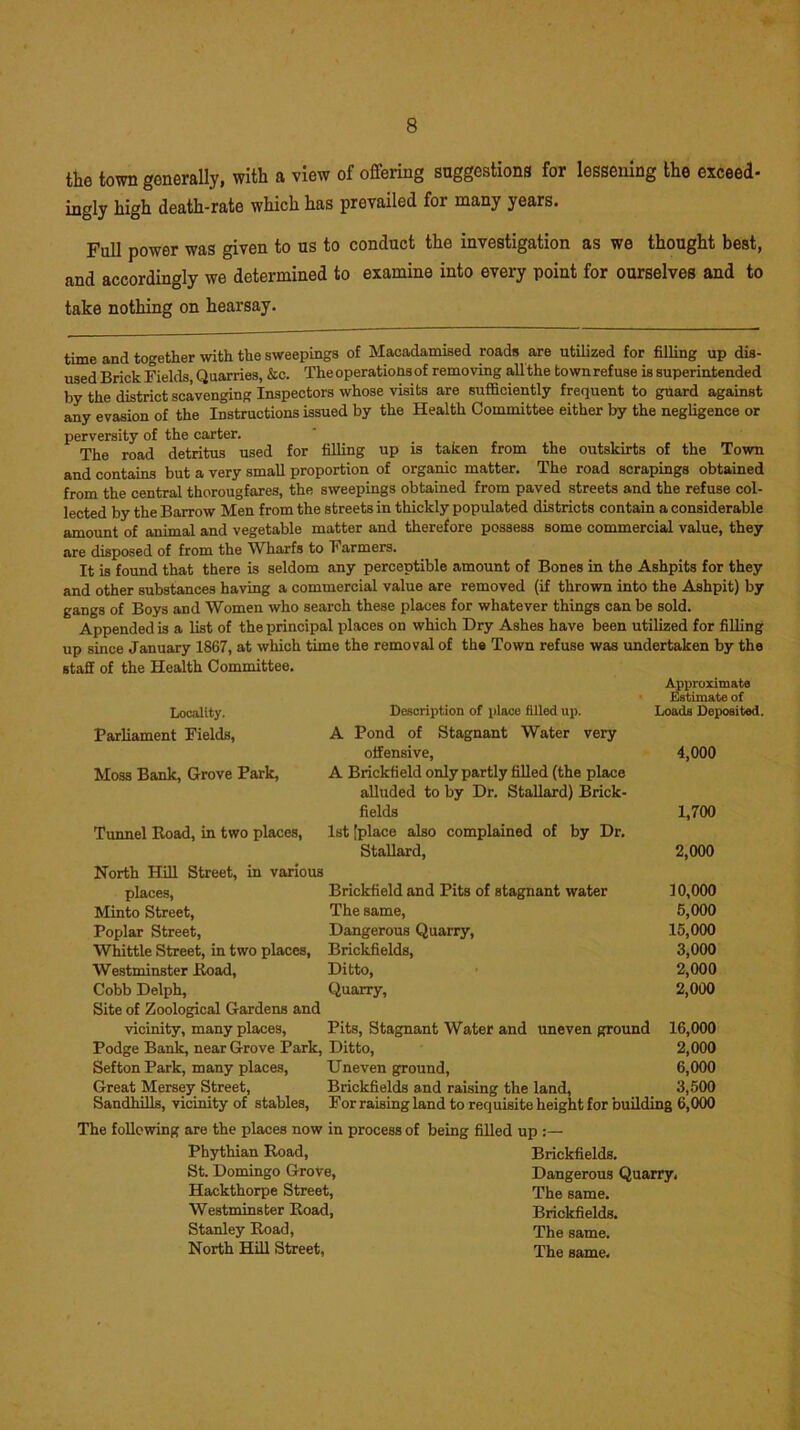 8
the town generally, with a view of offering suggestions for lessening the exceed-
ingly high death-rate which has prevailed for many years.
Full power was given to us to conduct the investigation as we thought best,
and accordingly we determined to examine into every point for ourselves and to
take nothing on hearsay.
time and together with the sweepings of Macadamised roads are utilized for filling up dis-
used Brick Fields, Quarries, &c. The operations of removing all the town refuse is superintended
by the district scavenging Inspectors whose visits are sufficiently frequent to guard against
any evasion of the Instructions issued by the Health Committee either by the negligence or
perversity of the carter.
The road detritus used for filling up is taken from the outskirts of the Town
and contains but a very small proportion of organic matter. The road scrapings obtained
from the central thorougfares, the sweepings obtained from paved streets and the refuse col-
lected by the Barrow Men from the streets in thickly populated districts contain a considerable
amount of animal and vegetable matter and therefore possess some commercial value, they
are disposed of from the Wharfs to Farmers.
It is found that there is seldom any perceptible amount of Bones in the Ashpits for they
and other substances having a commercial value are removed (if thrown into the Ashpit) by
gangs of Boys and Women who search these places for whatever things can be sold.
Appended is a list of the principal places on which Dry Ashes have been utilized for filling
up since January 1867, at which time the removal of the Town refuse was undertaken by the
staff of the Health Committee.
Approximate
Estimate of
Locality. Description of place filled up. Loads Deposited.
Parliament Fields, A Pond of Stagnant Water very
offensive, 4,000
Moss Bank, Grove Park, A Brickfield only partly filled (the place
alluded to by Dr. Stallard) Brick-
fields 1,700
Tunnel Road, in two places, 1st [place also complained of by Dr.
Stallard, 2,000
North Hill Street, in various
places, Brickfield and Pits of stagnant water 10,000
Minto Street, The same, 5,000
Poplar Street, Dangerous Quarry, 15,000
Whittle Street, in two places, Brickfields, 3,000
Westminster Road, Ditto, 2,000
Cobb Delph, Quarry, 2,000
Site of Zoological Gardens and
vicinity, many places, Pits, Stagnant Water and uneven ground 16,000
Podge Bank, near Grove Park, Ditto, 2,000
Sefton Park, many places, Uneven ground, 6,000
Great Mersey Street, Brickfields and raising the land, 3,500
Sandhills, vicinity of stables, For raising land to requisite height for building 6,000
The following are the places now in process of being filled up :—
Phythian Road, Brickfields.
St. Domingo Grove, Dangerous Quarry.
Hackthorpe Street, The same.
Westminster Road, Brickfields.
Stanley Road, The same.
North Hill Street, The same.